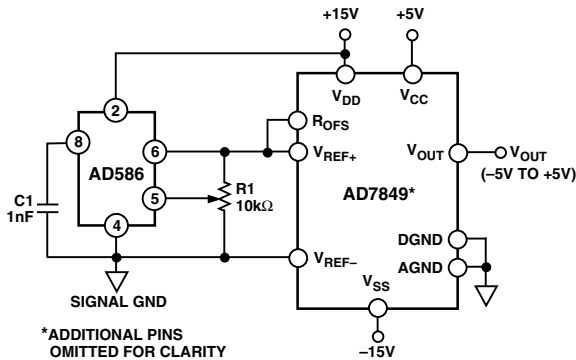 +15V
+5V
2
V_DD
V_CC
R_OFS
8
6
V_REF+
V_OUT
V_OUT
(–5V TO +5V)
AD586
AD7849*
C1
1nF
5
R1
10kΩ
DGND
4
V_REF–
AGND
V_SS
SIGNAL GND
*ADDITIONAL PINS
OMITTED FOR CLARITY
–15V